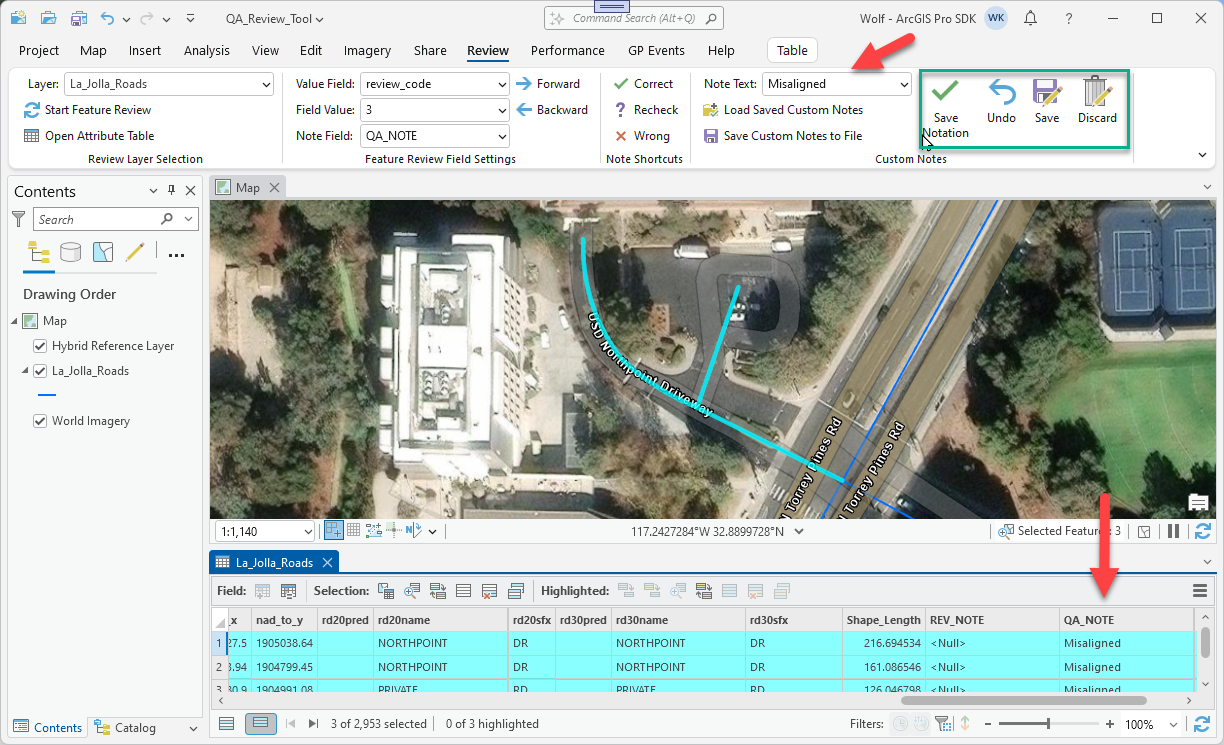 QA_Review_Tool
Command Search (Alt+Q)
Wolf - ArcGIS Pro SDK
WK
?
Project
Map
Insert
Analysis
View
Edit
Imagery
Share
Review
Performance
GP Events
Help
Table
Layer: La_Jolla_Roads
Start Feature Review
Open Attribute Table
Review Layer Selection
Value Field: review_code
Field Value: 3
Note Field: QA_NOTE
Forward
Backward
Feature Review Field Settings
Correct
? Recheck
Wrong
Note Shortcuts
Note Text: Misaligned
Load Saved Custom Notes
Save Custom Notes to File
Save Notation
Undo
Save
Discard
Custom Notes
Contents
Search
Drawing Order
Map
Hybrid Reference Layer
La_Jolla_Roads
World Imagery
Contents
Catalog
Map
USD Northpoint Driveway
Torrey Pines Rd
Torrey Pines Rd
1:1,140
117.2427284°W 32.8899728°N
Selected Features: 3
La_Jolla_Roads
Field:
Selection:
Highlighted:
_x nad_to_y rd20pred rd20name rd20sfx rd30pred rd30name rd30sfx Shape_Length REV_NOTE QA_NOTE
1 27.5 1905038.64 NORTHPOINT DR NORTHPOINT DR 216.694534 <Null> Misaligned
2 3.94 1904799.45 NORTHPOINT DR NORTHPOINT DR 161.086546 <Null> Misaligned
3 30.9 1904991.08 PRIVATE RD PRIVATE RD 126.046798 <Null> Misaligned
3 of 2,953 selected
0 of 3 highlighted
Filters:
100%